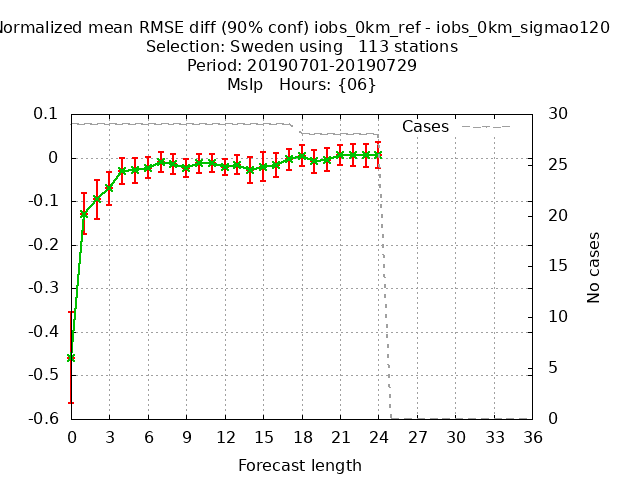 Normalized mean RMSE diff (90% conf) iobs_0km_ref - iobs_0km_sigmao120
Selection: Sweden using   113 stations
Period: 20190701-20190729
Mslp   Hours: {06}
Cases
0.1
0
-0.1
-0.2
-0.3
-0.4
-0.5
-0.6
30
25
20
15
10
5
0
No cases
0 3 6 9 12 15 18 21 24 27 30 33 36
Forecast length